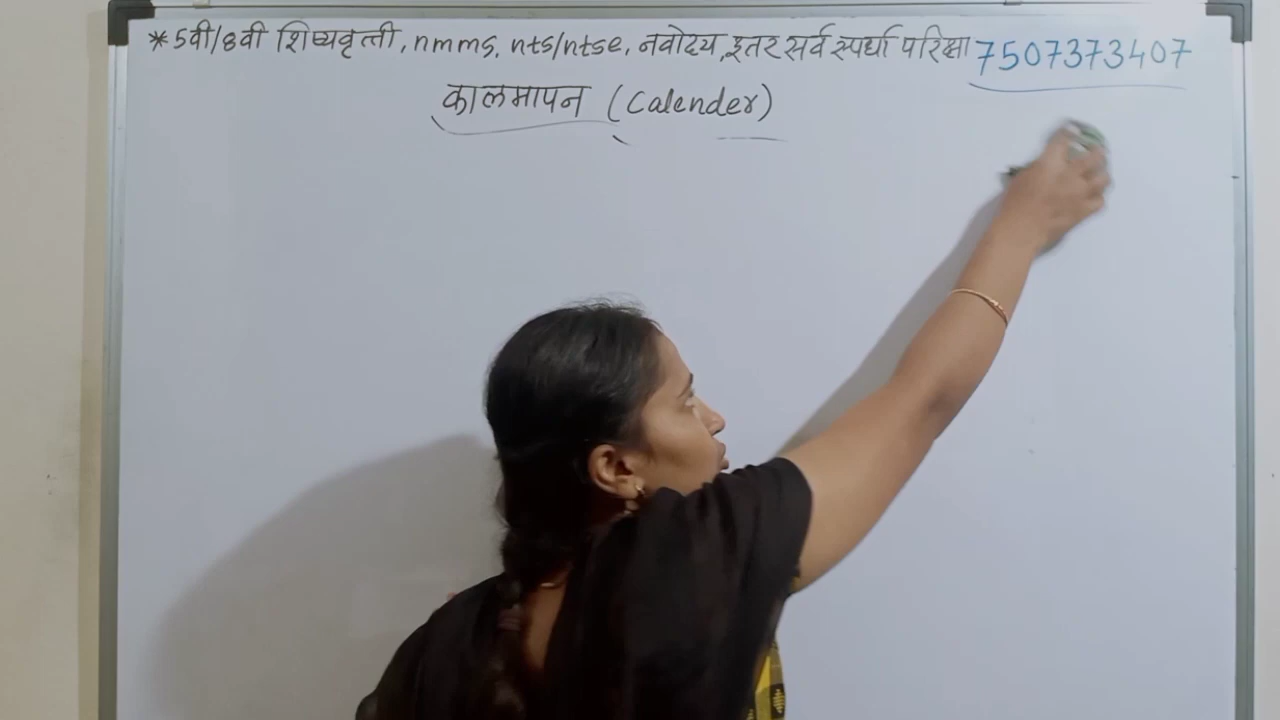 * 5वी/8वी शिष्यवृत्ती, nmms, nts/ntse, नवोदय, इतर सर्व स्पर्धा परिक्षा 7507373407
कालमापन (Calender)